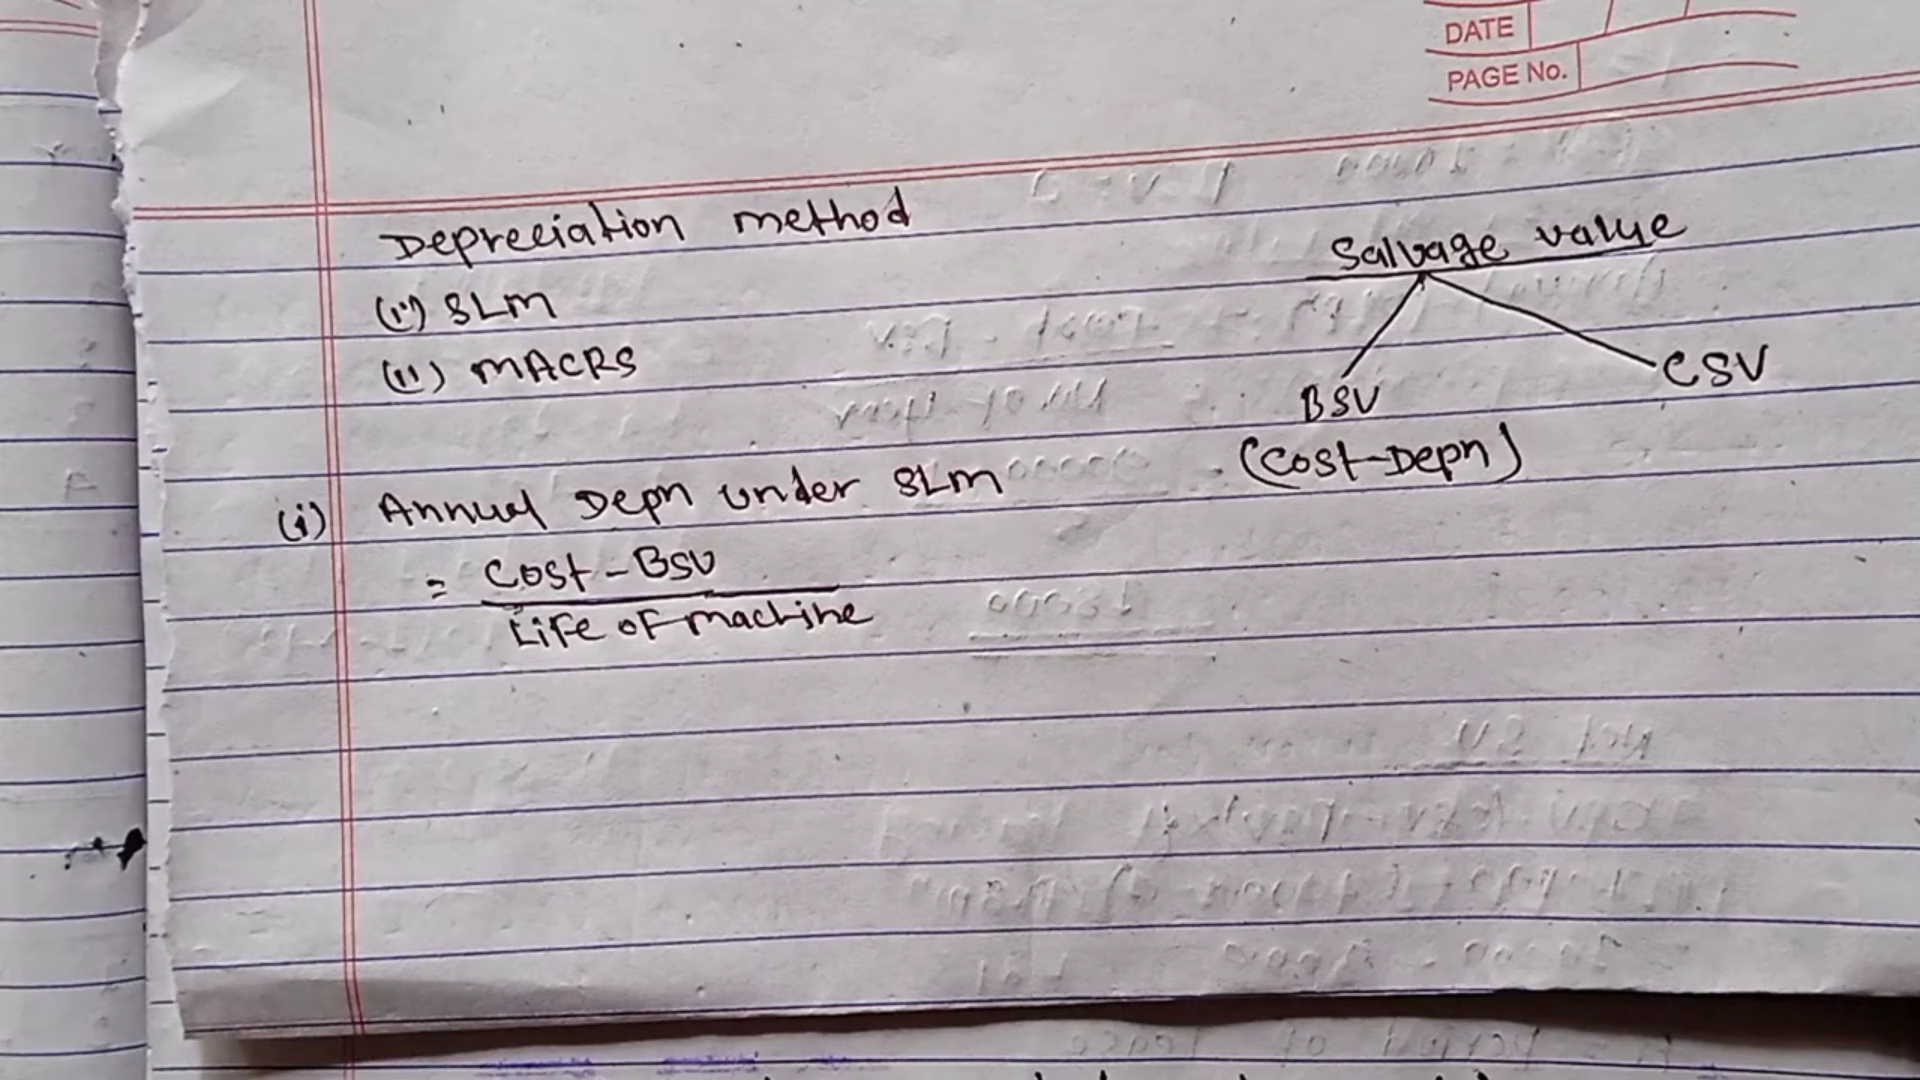 DATE
PAGE No.
Depreciation method
(i) SLM
(ii) MACRS
Salvage value
BSV
CSV
(Cost-Depn)
(i) Annual Depn under SLM
= Cost-BSV
Life of machine